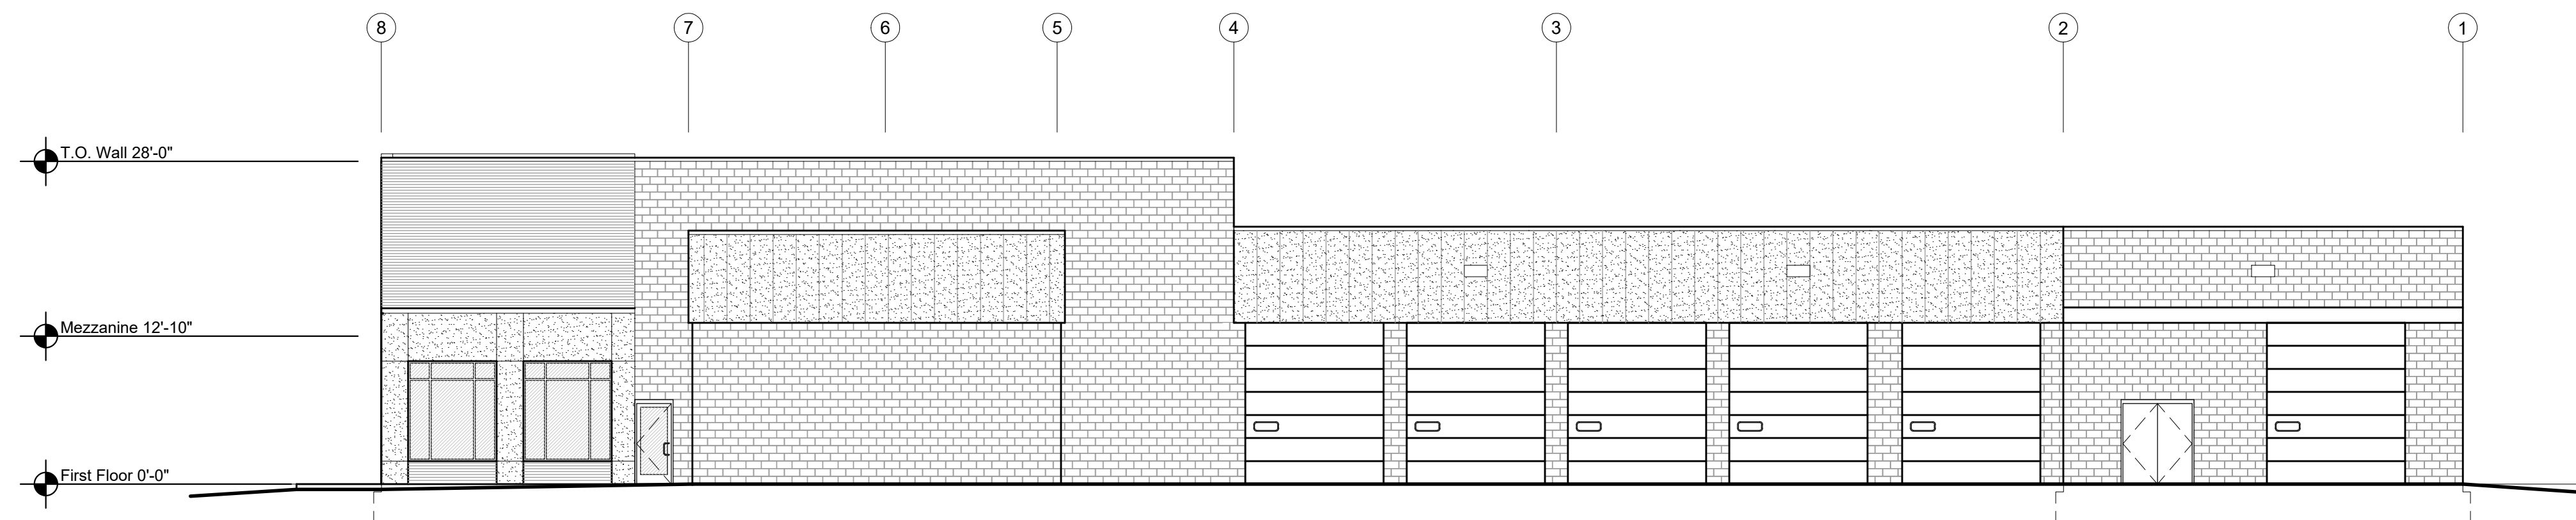 8 7 6 5 4 3 2 1
T.O. Wall 28'-0"
Mezzanine 12'-10"
First Floor 0'-0"